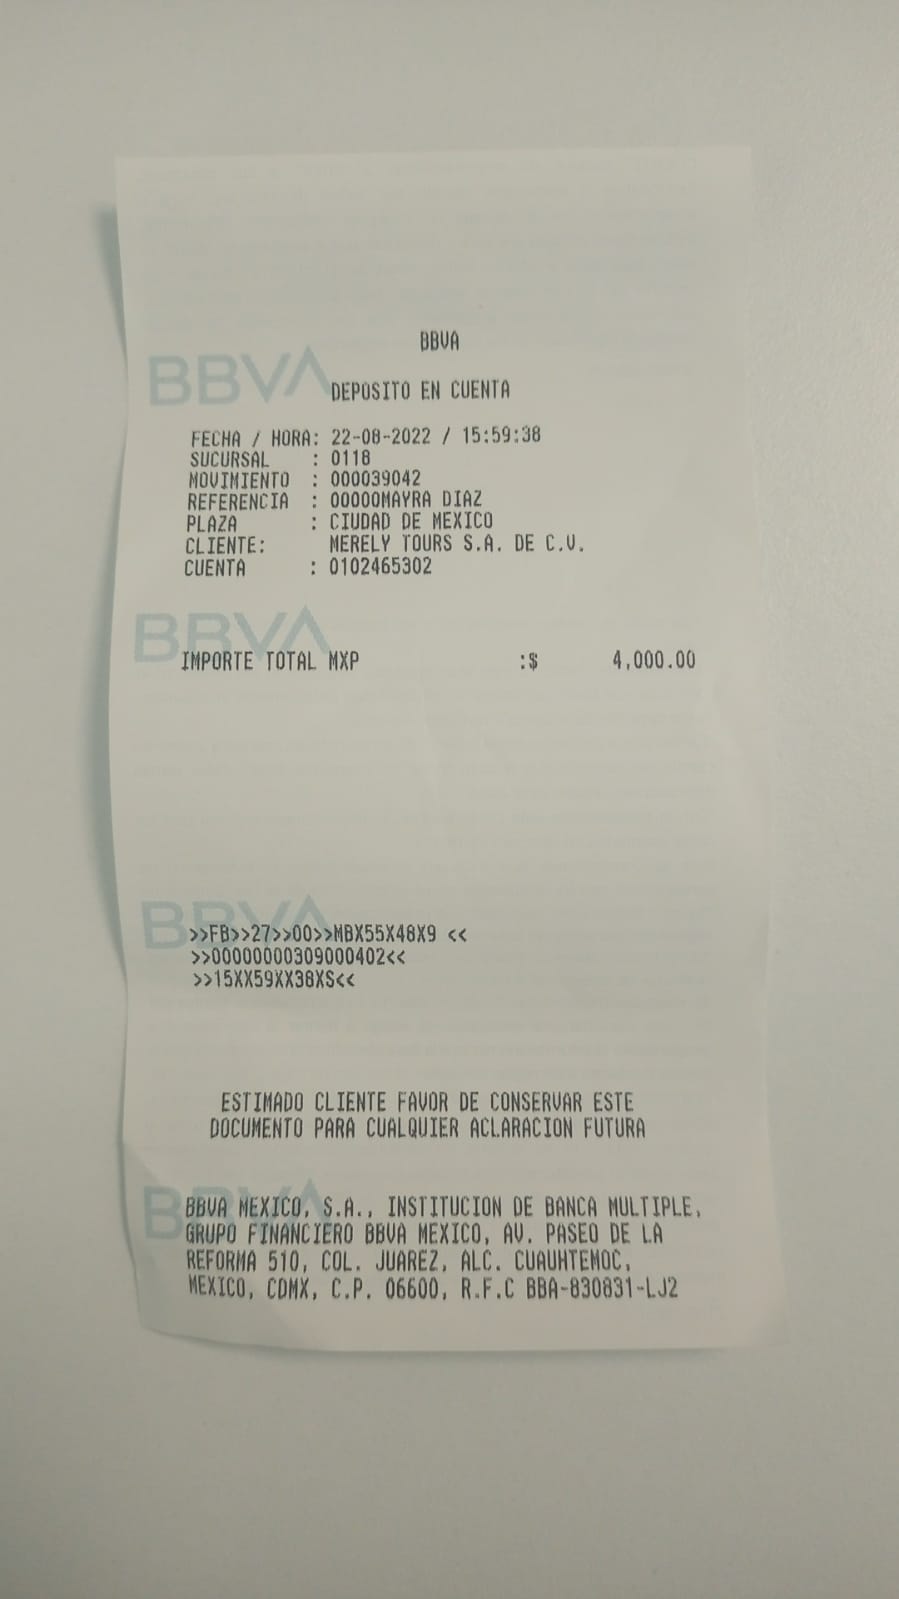 BBVA
BBVA
DEPOSITO EN CUENTA
FECHA / HORA: 22-08-2022 / 15:59:38
SUCURSAL : 0118
MOVIMIENTO : 000039042
REFERENCIA : 00000MAYRA DIAZ
PLAZA : CIUDAD DE MEXICO
CLIENTE: MERELY TOURS S.A. DE C.V.
CUENTA : 0102465302
BBVA
IMPORTE TOTAL MXP :$ 4,000.00
BBVA
>>FB>>27>>00>>MBX55X48X9 <<
>>00000000309000402<<
>>15XX59XX38XS<<
ESTIMADO CLIENTE FAVOR DE CONSERVAR ESTE
DOCUMENTO PARA CUALQUIER ACLARACION FUTURA
BBVA
BBVA MEXICO, S.A., INSTITUCION DE BANCA MULTIPLE,
GRUPO FINANCIERO BBVA MEXICO, AV. PASEO DE LA
REFORMA 510, COL. JUAREZ, ALC. CUAUHTEMOC,
MEXICO, CDMX, C.P. 06600, R.F.C BBA-830831-LJ2